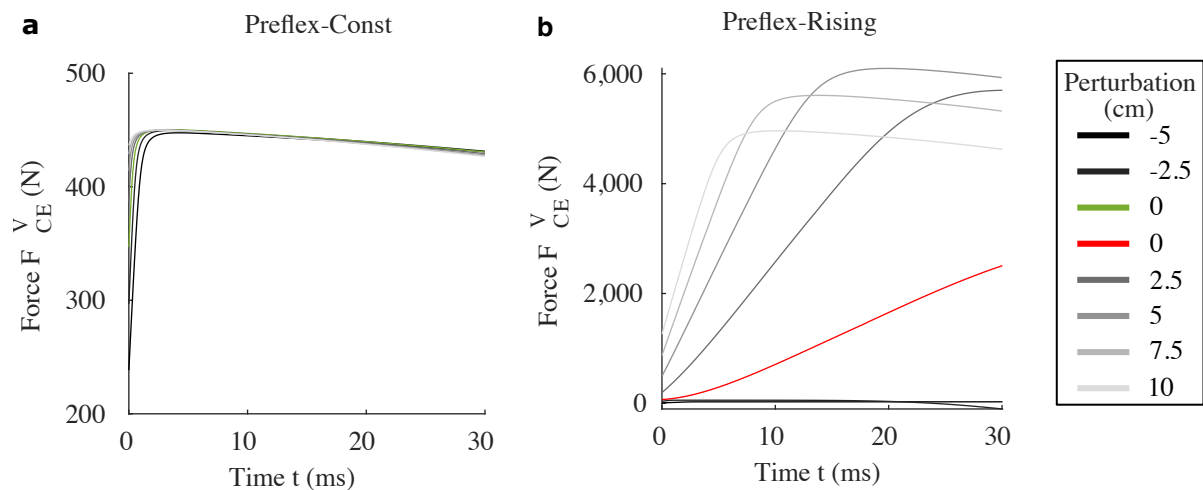 a
Preflex-Const
500
400
300
200
0
10
20
30
Time t (ms)
Force F V CE (N)
b
Preflex-Rising
6,000
4,000
2,000
0
0
10
20
30
Time t (ms)
Force F V CE (N)
Perturbation
(cm)
-5
-2.5
0
0
2.5
5
7.5
10